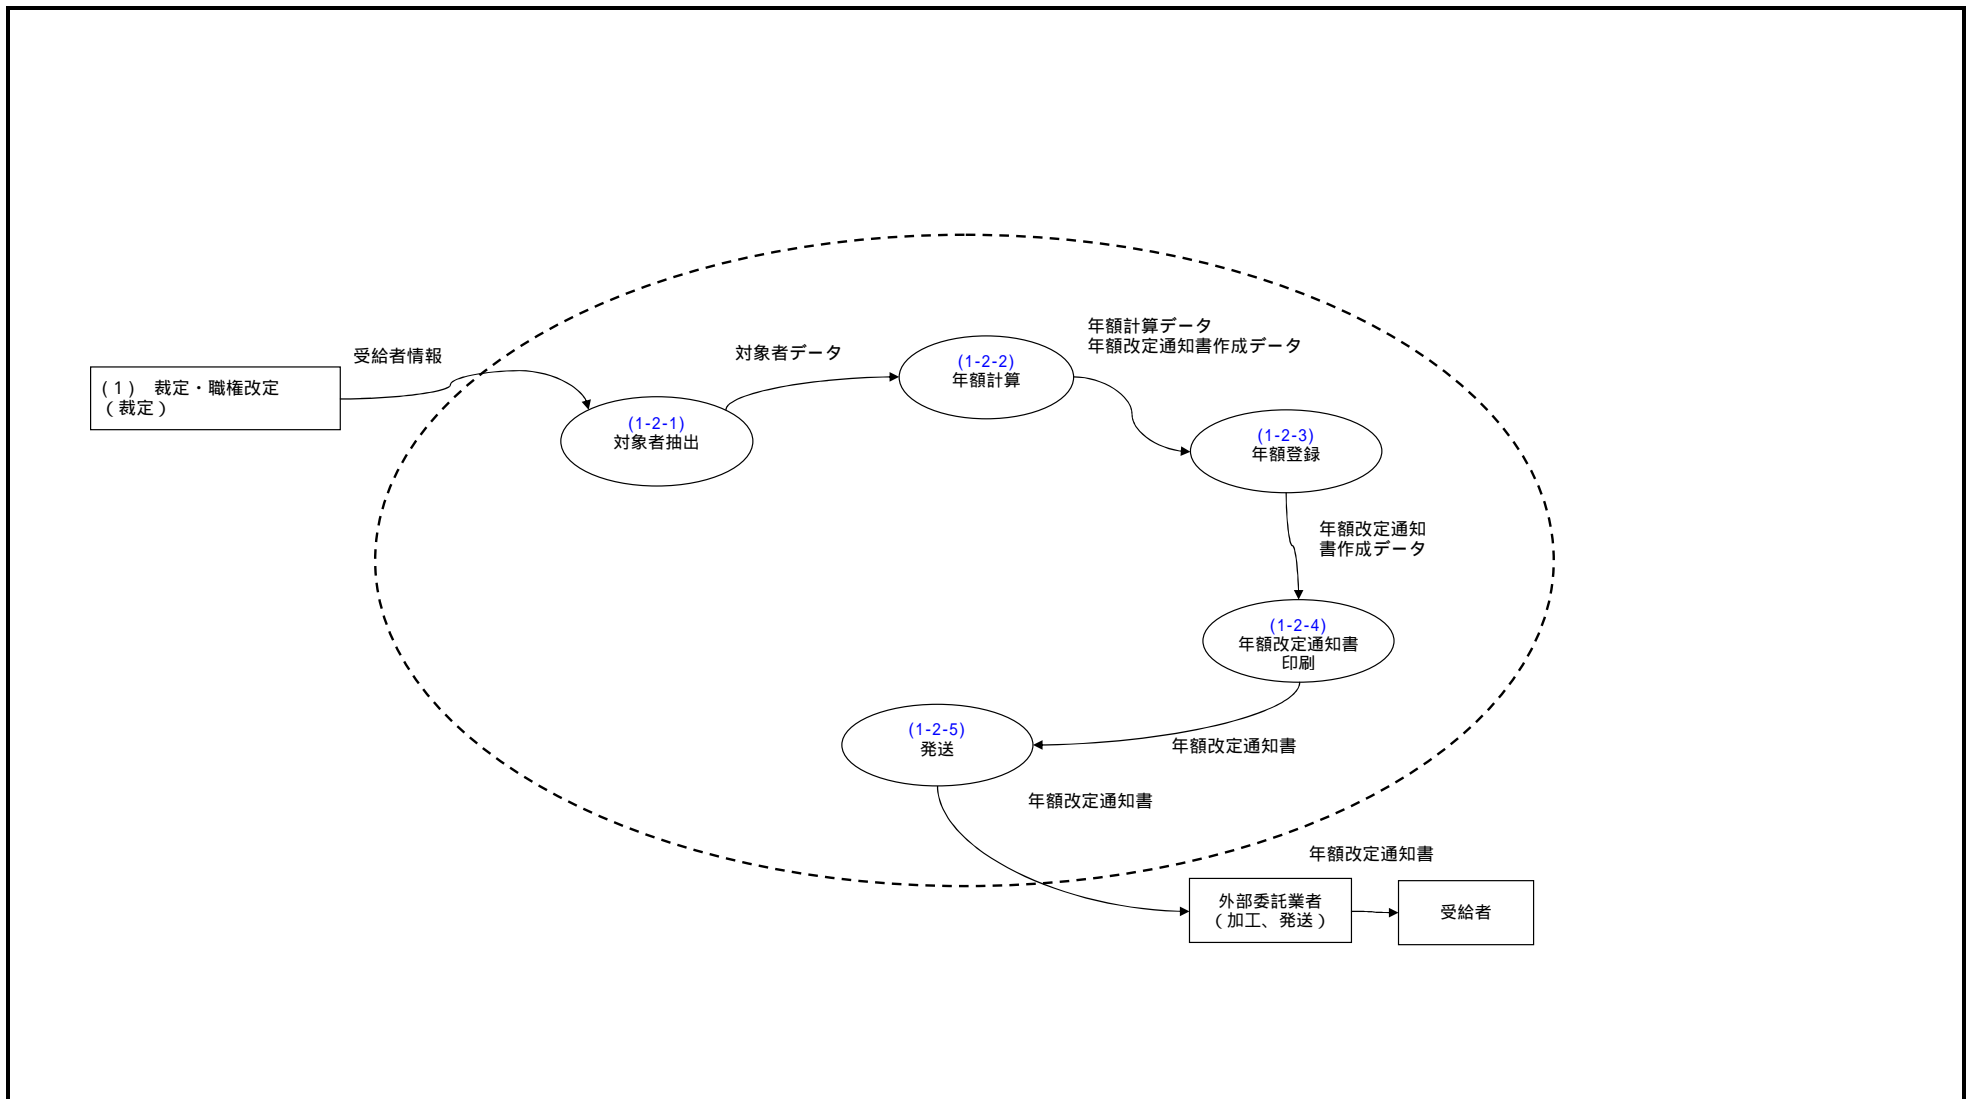 (１)　裁定・職権改定
（裁定）
受給者情報
(1-2-1)
対象者抽出
対象者データ
(1-2-2)
年額計算
年額計算データ
年額改定通知書作成データ
(1-2-3)
年額登録
年額改定通知
書作成データ
(1-2-4)
年額改定通知書
印刷
年額改定通知書
(1-2-5)
発送
年額改定通知書
外部委託業者
（加工、発送）
年額改定通知書
受給者